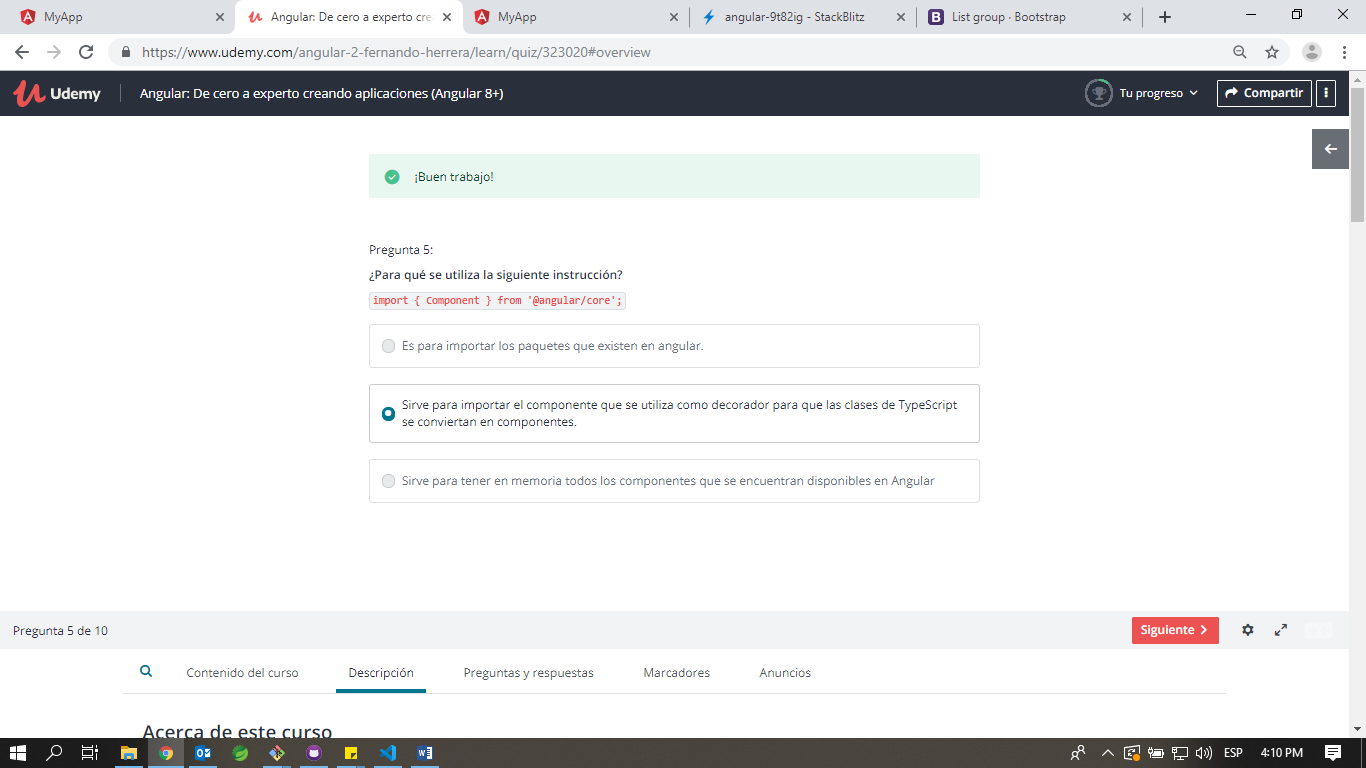 MyApp
Angular: De cero a experto cre
MyApp
angular-9t82ig - StackBlitz
B
List group · Bootstrap
https://www.udemy.com/angular-2-fernando-herrera/learn/quiz/323020#overview
Udemy
Angular: De cero a experto creando aplicaciones (Angular 8+)
Tu progreso
Compartir
¡Buen trabajo!
Pregunta 5:
¿Para qué se utiliza la siguiente instrucción?
import { Component } from '@angular/core';
Es para importar los paquetes que existen en angular.
Sirve para importar el componente que se utiliza como decorador para que las clases de TypeScript
se conviertan en componentes.
Sirve para tener en memoria todos los componentes que se encuentran disponibles en Angular
Pregunta 5 de 10
Siguiente
Contenido del curso
Descripción
Preguntas y respuestas
Marcadores
Anuncios
Acerca de este curso
ESP
4:10 PM